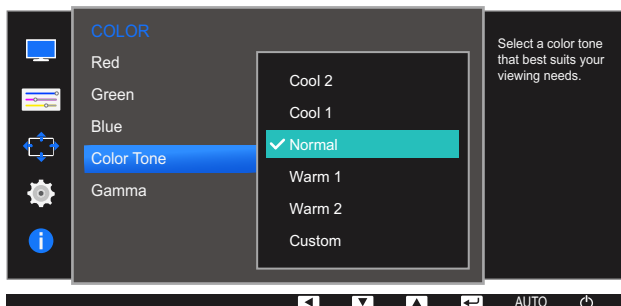 COLOR
Red
Green
Blue
Color Tone
Gamma
Cool 2
Cool 1
Normal
Warm 1
Warm 2
Custom
Select a color tone
that best suits your
viewing needs.
AUTO